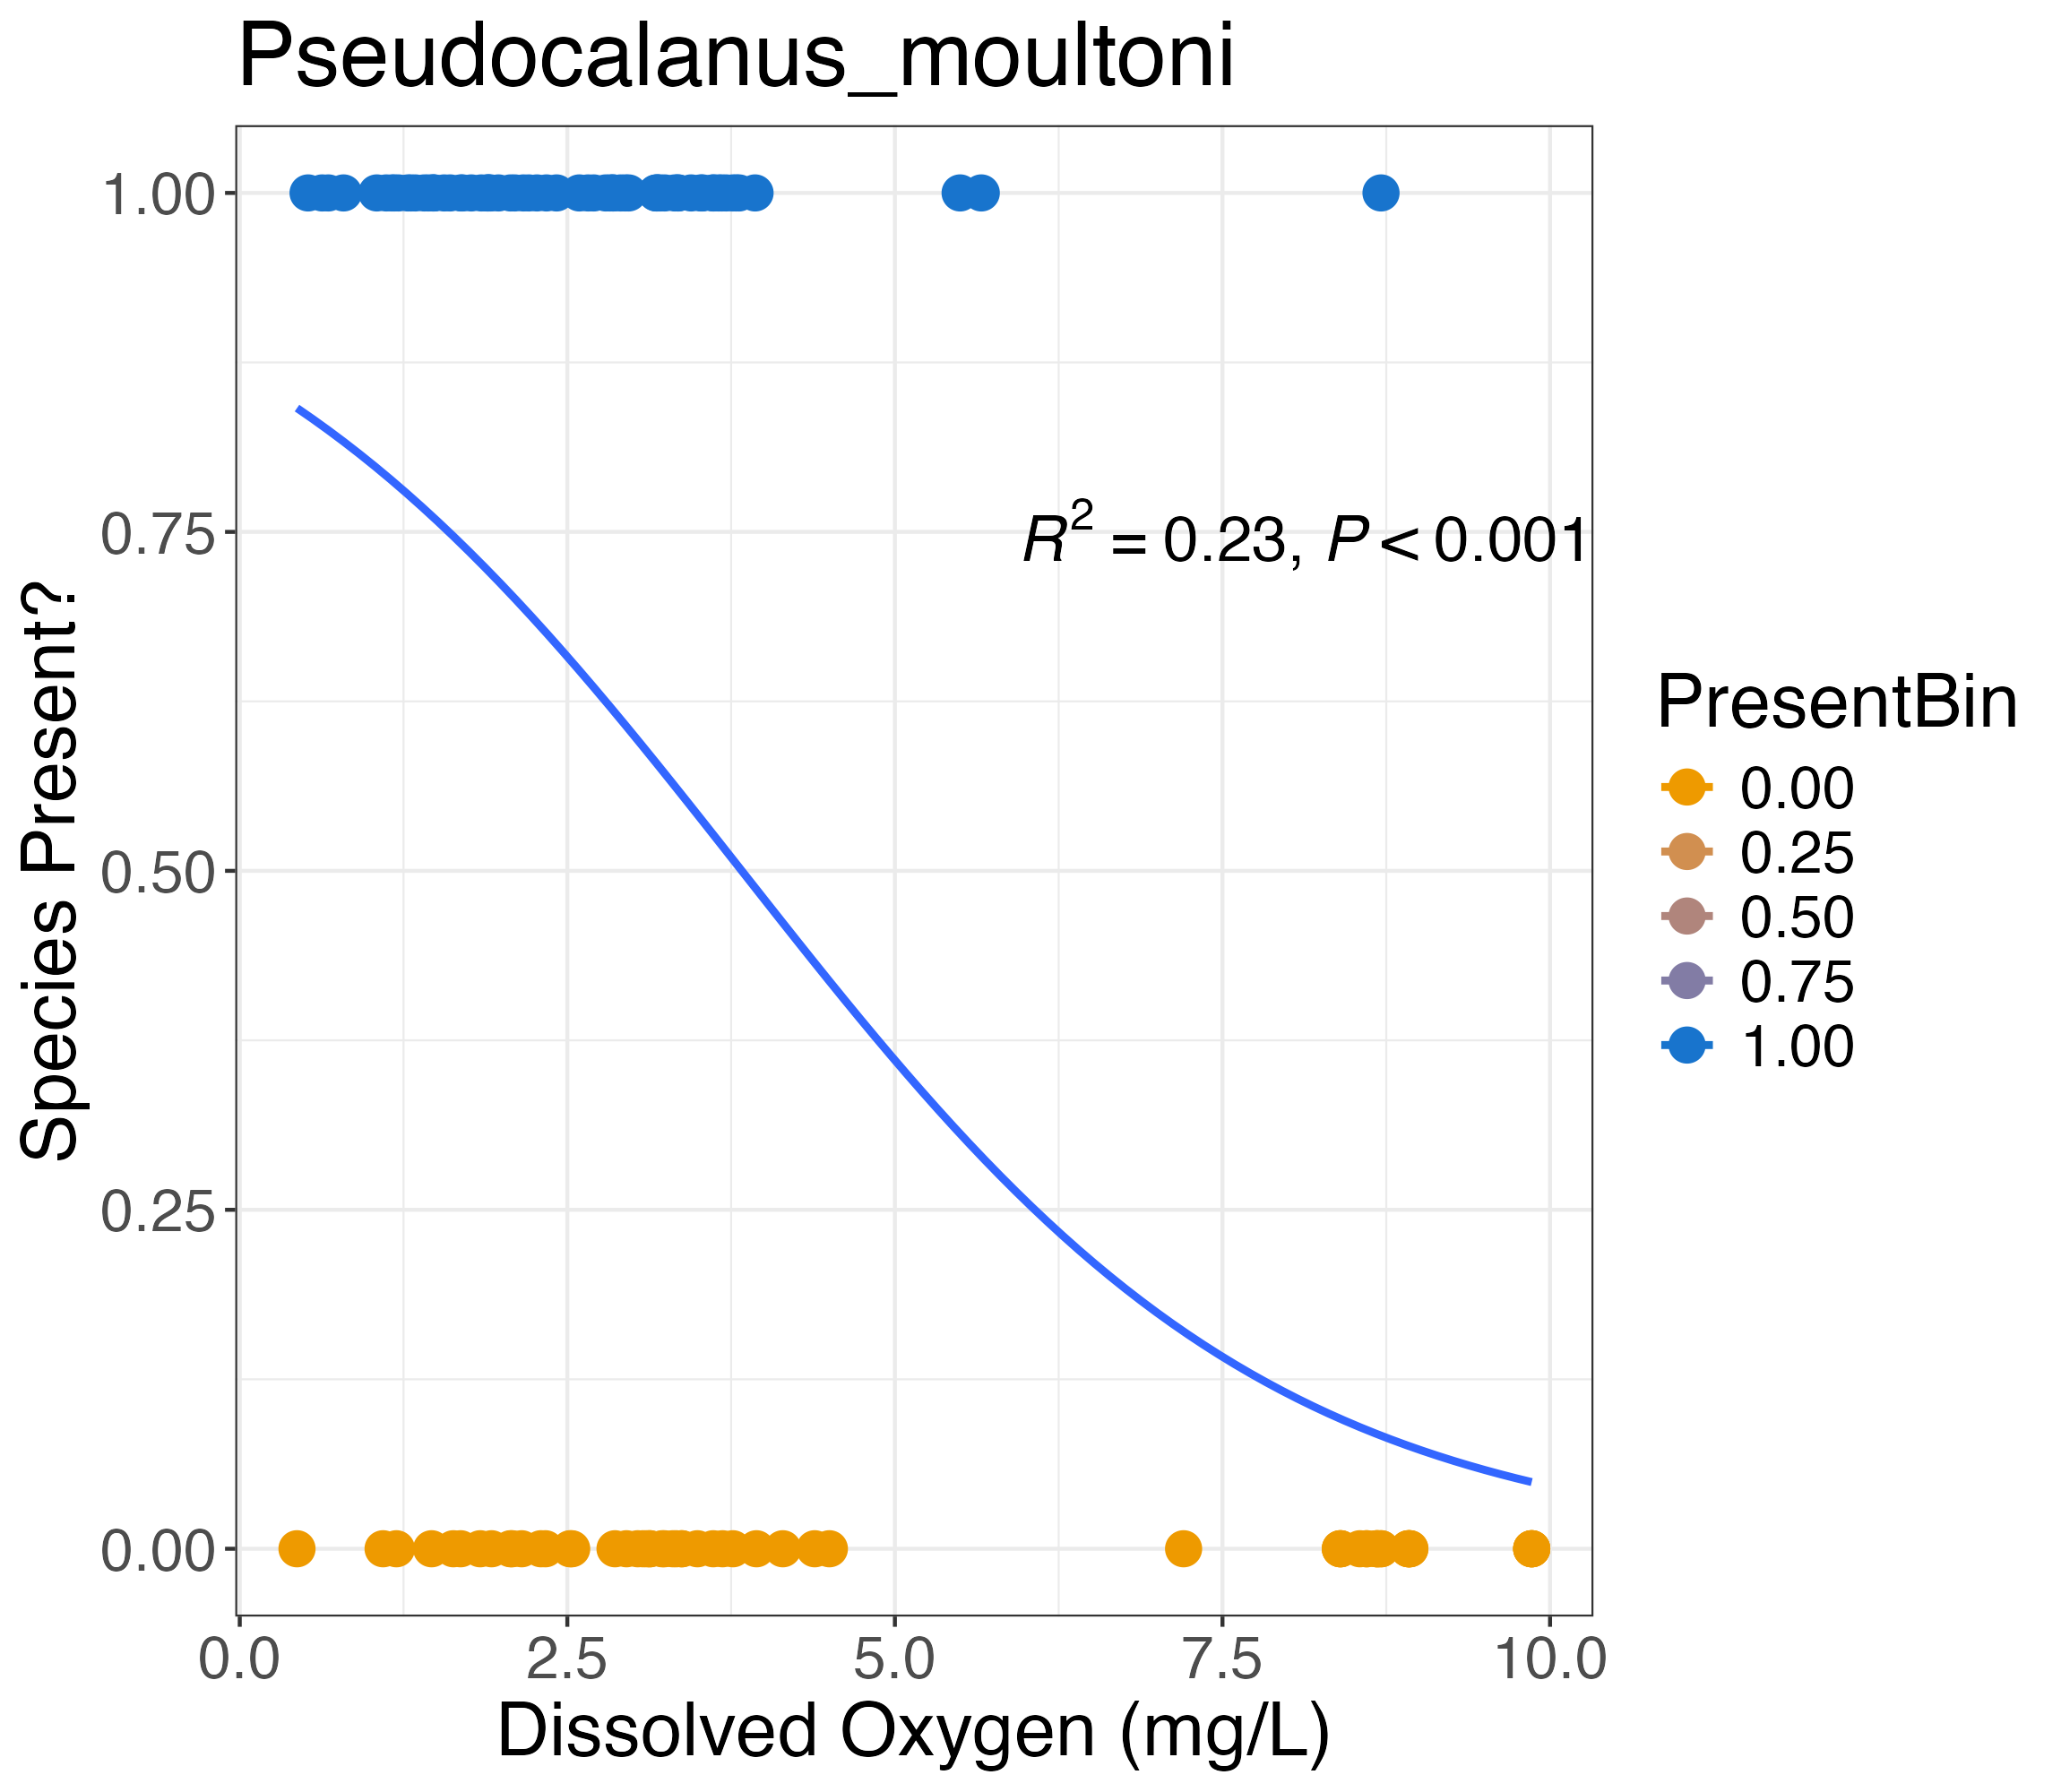 Pseudocalanus_moultoni
1.00
0.75
0.50
0.25
0.00
Species Present?
R² = 0.23, P < 0.001
0.0 2.5 5.0 7.5 10.0
Dissolved Oxygen (mg/L)
PresentBin
0.00
0.25
0.50
0.75
1.00